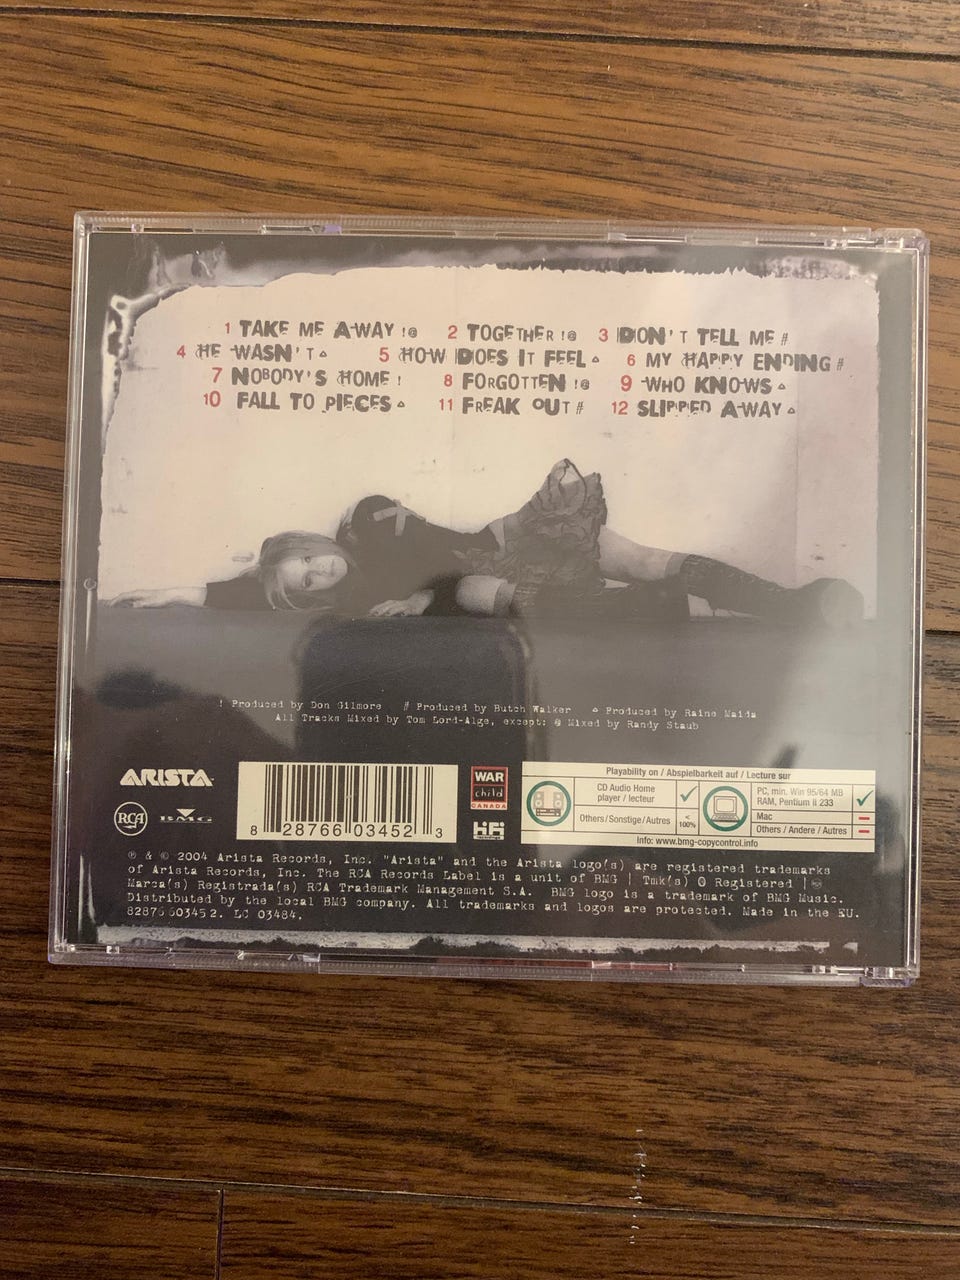 1 TAKE ME AWAY !@ 2 TOGETHER !@ 3 DON'T TELL ME #
4 HE WASN'T △ 5 HOW DOES IT FEEL △ 6 MY HAPPY ENDING #
7 NOBODY'S HOME ! 8 FORGOTTEN !@ 9 WHO KNOWS △
10 FALL TO PIECES △ 11 FREAK OUT # 12 SLIPPED AWAY △
! Produced by Don Gilmore # Produced by Butch Walker △ Produced by Raine Maida
All Tracks Mixed by Tom Lord-Alge, except: @ Mixed by Randy Staub
ARISTA
RCA BMG
8 28766 03452 3
WAR
child
CANADA
Playability on / Abspielbarkeit auf / Lecture sur
CD Audio Home
player / lecteur ✓
Others/Sonstige/Autres < 100%
PC, min. Win 95/64 MB
RAM, Pentium II 233 ✓
Mac –
Others / Andere / Autres –
Info: www.bmg-copycontrol.info
℗ & © 2004 Arista Records, Inc. "Arista" and the Arista logo(s) are registered trademarks
of Arista Records, Inc. The RCA Records Label is a unit of BMG | Tmk(s) ® Registered |
Marca(s) Registrada(s) RCA Trademark Management S.A. BMG logo is a trademark of BMG Music.
Distributed by the local BMG company. All trademarks and logos are protected. Made in the EU.
82876 60345 2. LC 03484.